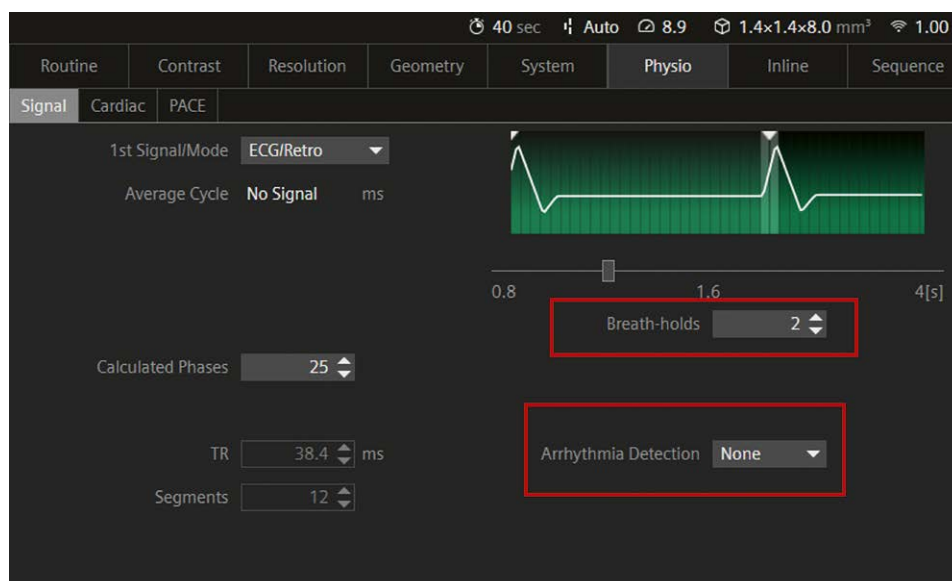 40 sec Auto 8.9 1.4×1.4×8.0 mm³ 1.00
Routine Contrast Resolution Geometry System Physio Inline Sequence
Signal Cardiac PACE
1st Signal/Mode ECG/Retro
Average Cycle No Signal ms
0.8 1.6 4[s]
Breath-holds 2
Calculated Phases 25
TR 38.4 ms
Arrhythmia Detection None
Segments 12